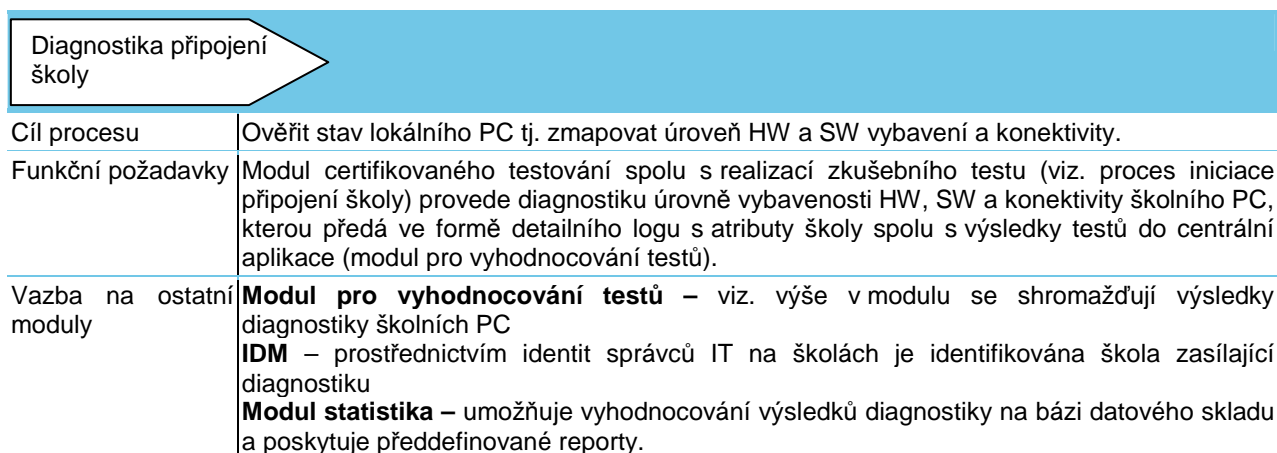 Diagnostika připojení
školy
Cíl procesu
Ověřit stav lokálního PC tj. zmapovat úroveň HW a SW vybavení a konektivity.
Funkční požadavky
Modul certifikovaného testování spolu s realizací zkušebního testu (viz. proces iniciace
připojení školy) provede diagnostiku úrovně vybavenosti HW, SW a konektivity školního PC,
kterou předá ve formě detailního logu s atributy školy spolu s výsledky testů do centrální
aplikace (modul pro vyhodnocování testů).
Vazba na ostatní
moduly
Modul pro vyhodnocování testů – viz. výše v modulu se shromažďují výsledky
diagnostiky školních PC
IDM – prostřednictvím identit správců IT na školách je identifikována škola zasílající
diagnostiku
Modul statistika – umožňuje vyhodnocování výsledků diagnostiky na bázi datového skladu
a poskytuje předdefinované reporty.